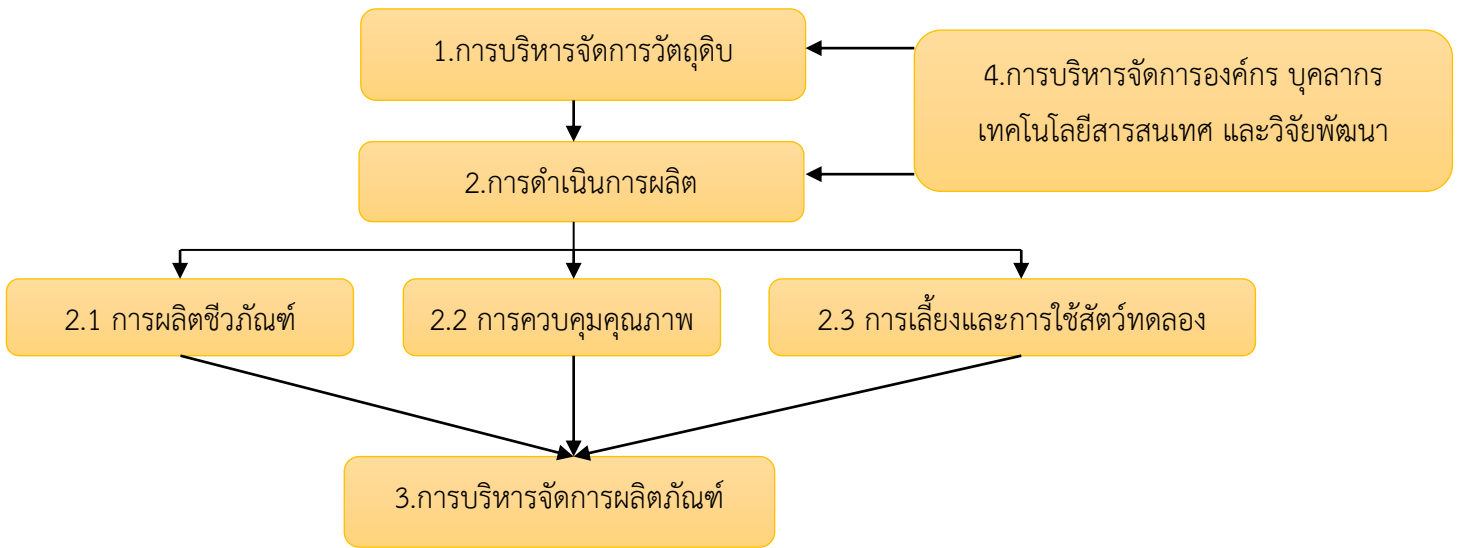 1.การบริหารจัดการวัตถุดิบ
4.การบริหารจัดการองค์กร บุคลากร
เทคโนโลยีสารสนเทศ และวิจัยพัฒนา
2.การดำเนินการผลิต
2.1 การผลิตชีวภัณฑ์
2.2 การควบคุมคุณภาพ
2.3 การเลี้ยงและการใช้สัตว์ทดลอง
3.การบริหารจัดการผลิตภัณฑ์